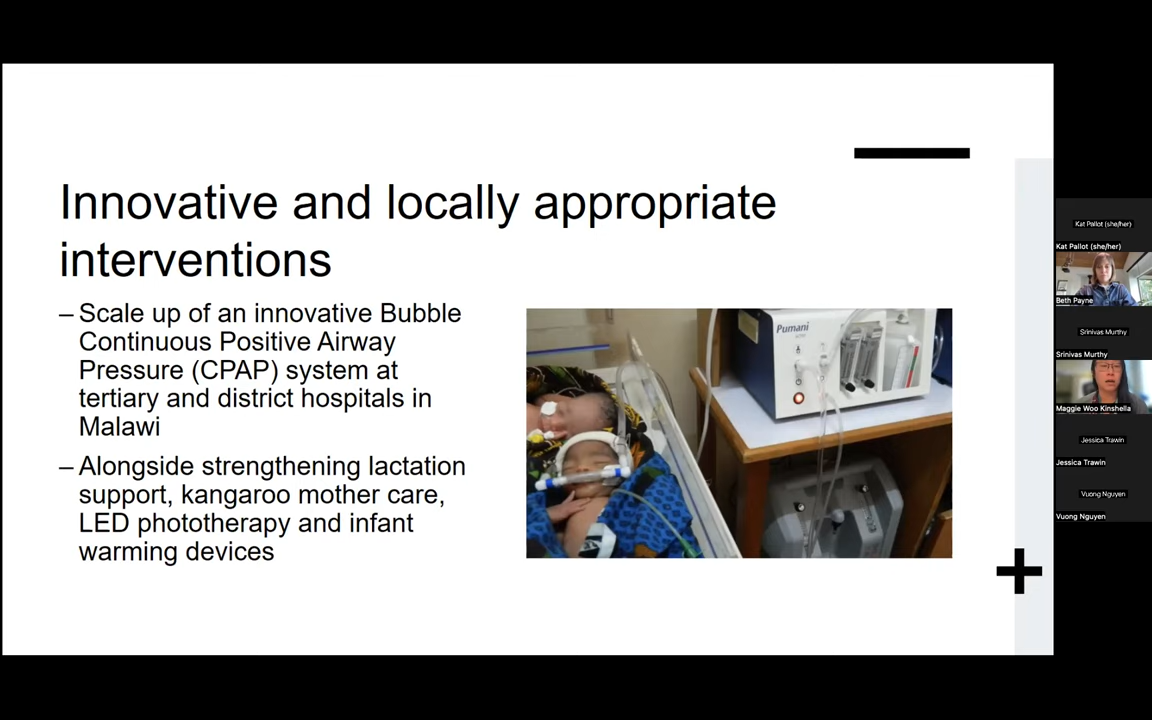 Innovative and locally appropriate
interventions
– Scale up of an innovative Bubble
Continuous Positive Airway
Pressure (CPAP) system at
tertiary and district hospitals in
Malawi
– Alongside strengthening lactation
support, kangaroo mother care,
LED phototherapy and infant
warming devices
Pumani
Kat Pallot (she/her)
Kat Pallot (she/her)
Beth Payne
Srinivas Murthy
Srinivas Murthy
Maggie Woo Kinshella
Jessica Trawin
Jessica Trawin
Vuong Nguyen
Vuong Nguyen